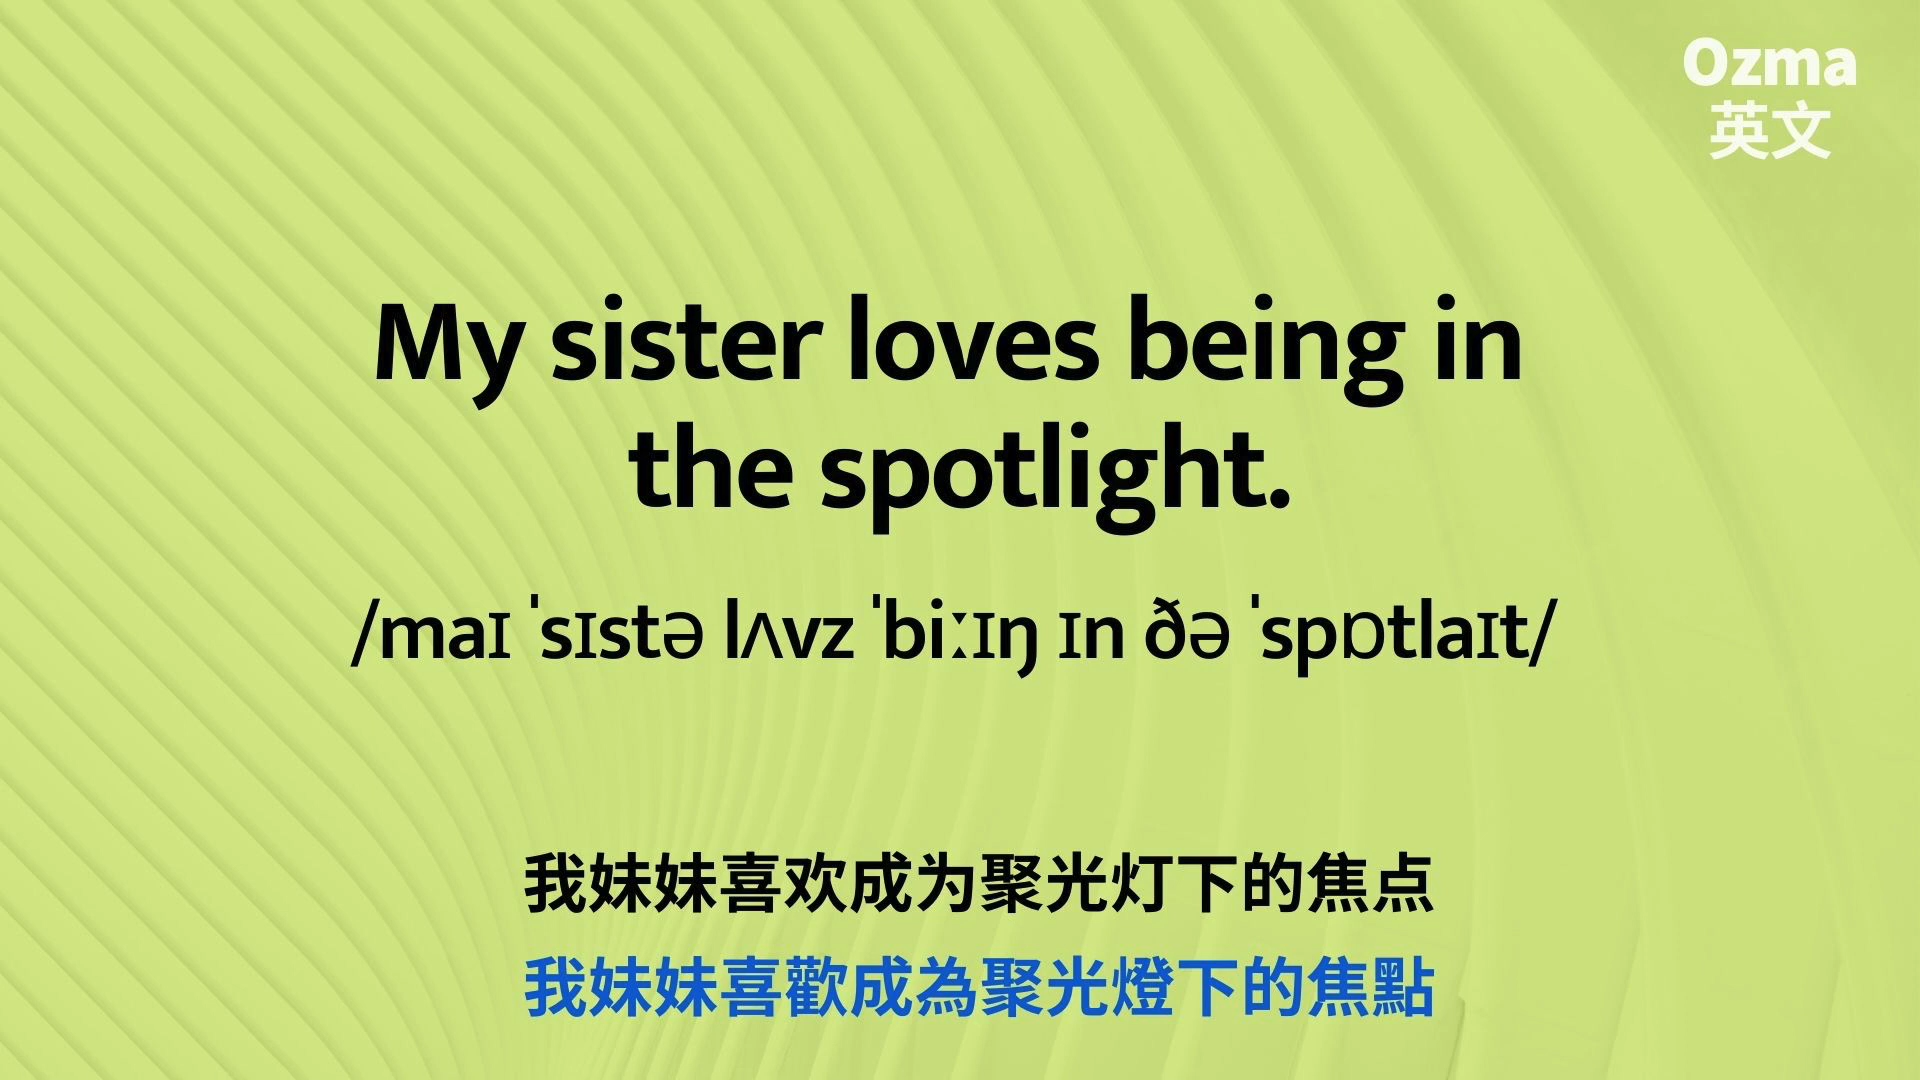 Ozma
英文
My sister loves being in
the spotlight.
/maɪ ˈsɪstə lʌvz ˈbiːɪŋ ɪn ðə ˈspɒtlaɪt/
我妹妹喜欢成为聚光灯下的焦点
我妹妹喜歡成為聚光燈下的焦點